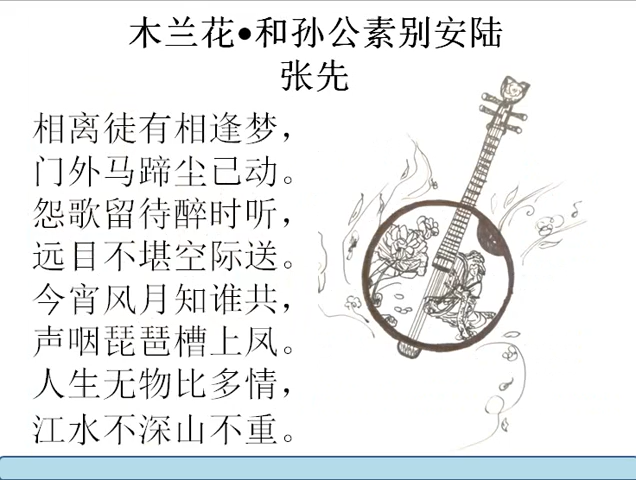 木兰花•和孙公素别安陆
张先
相离徒有相逢梦，
门外马蹄尘已动。
怨歌留待醉时听，
远目不堪空际送。
今宵风月知谁共，
声咽琵琶槽上凤。
人生无物比多情，
江水不深山不重。